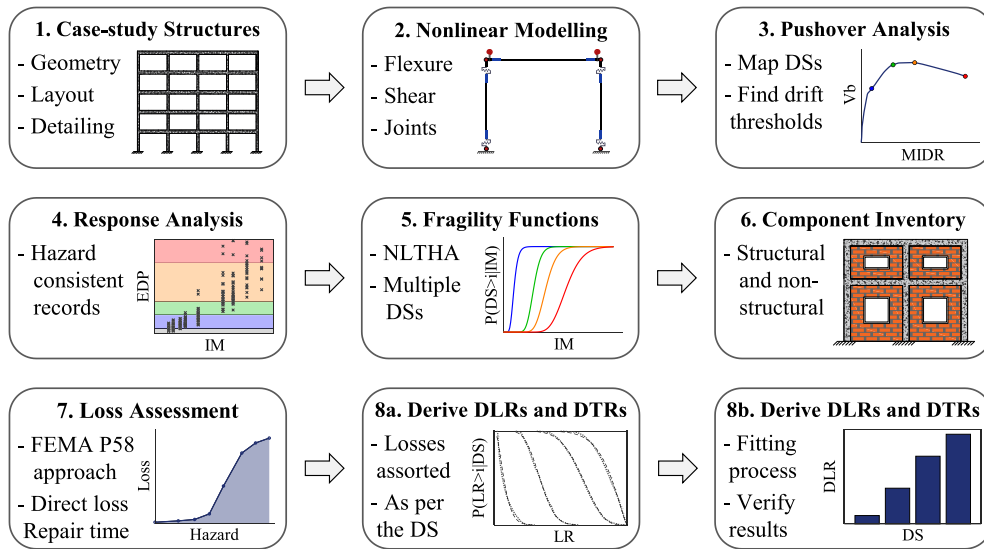 1. Case-study Structures
- Geometry
- Layout
- Detailing
2. Nonlinear Modelling
- Flexure
- Shear
- Joints
3. Pushover Analysis
- Map DSs
- Find drift
thresholds
Vb
MIDR
4. Response Analysis
- Hazard
consistent
records
EDP
IM
5. Fragility Functions
- NLTHA
- Multiple
DSs
P(DS>i|IM)
IM
6. Component Inventory
- Structural
and non-
structural
7. Loss Assessment
- FEMA P58
approach
- Direct loss
Repair time
Loss
Hazard
8a. Derive DLRs and DTRs
- Losses
assorted
- As per
the DS
P(LR>i|DS)
LR
8b. Derive DLRs and DTRs
- Fitting
process
- Verify
results
DLR
DS